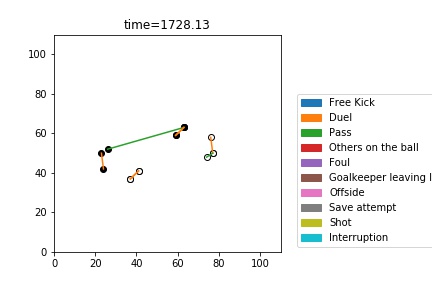 time=1728.13
100
80
60
40
20
0
0 20 40 60 80 100
Free Kick
Duel
Pass
Others on the ball
Foul
Goalkeeper leaving l
Offside
Save attempt
Shot
Interruption